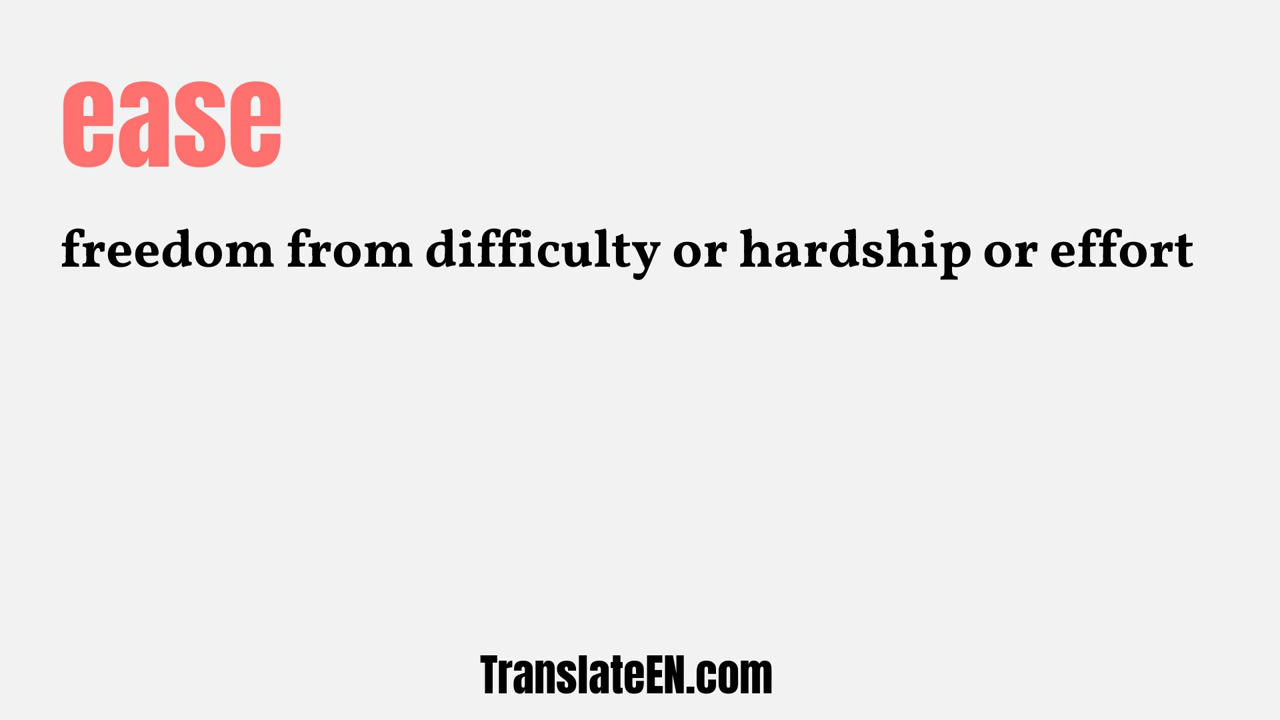 ease
freedom from difficulty or hardship or effort
TranslateEN.com